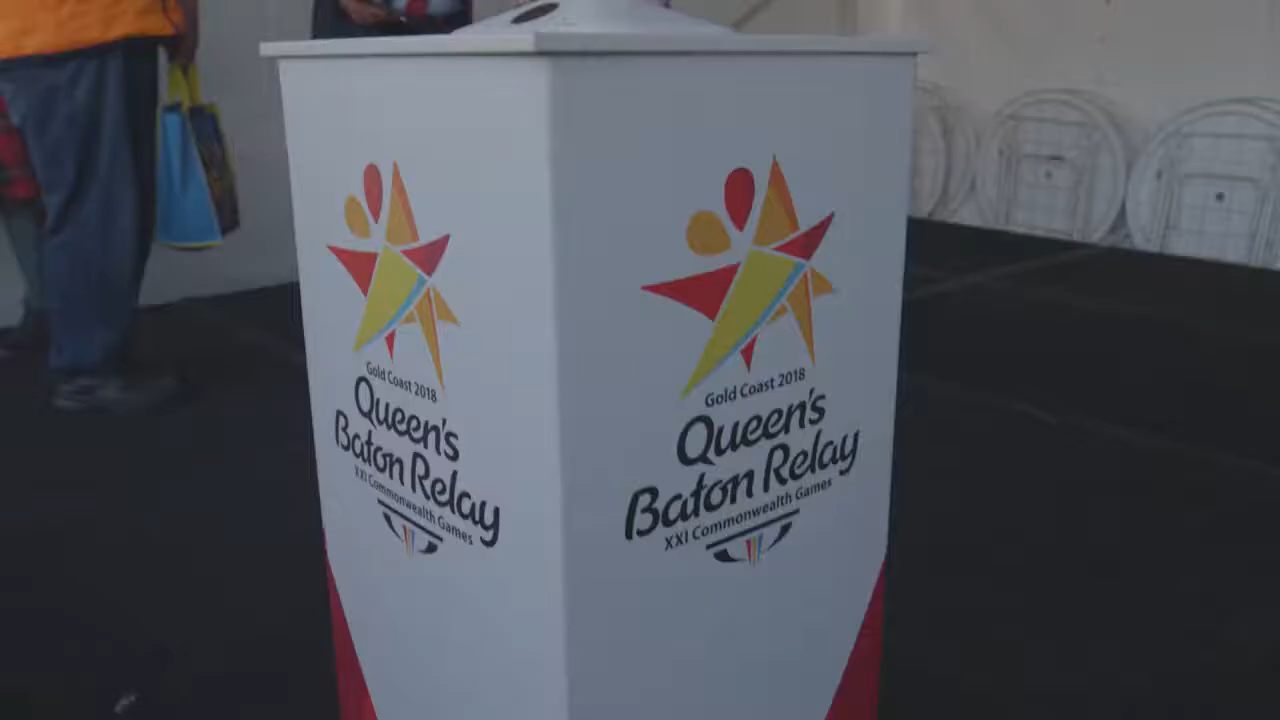 Gold Coast 2018
Queen's
Baton Relay
XXI Commonwealth Games
Gold Coast 2018
Queen's
Baton Relay
XXI Commonwealth Games